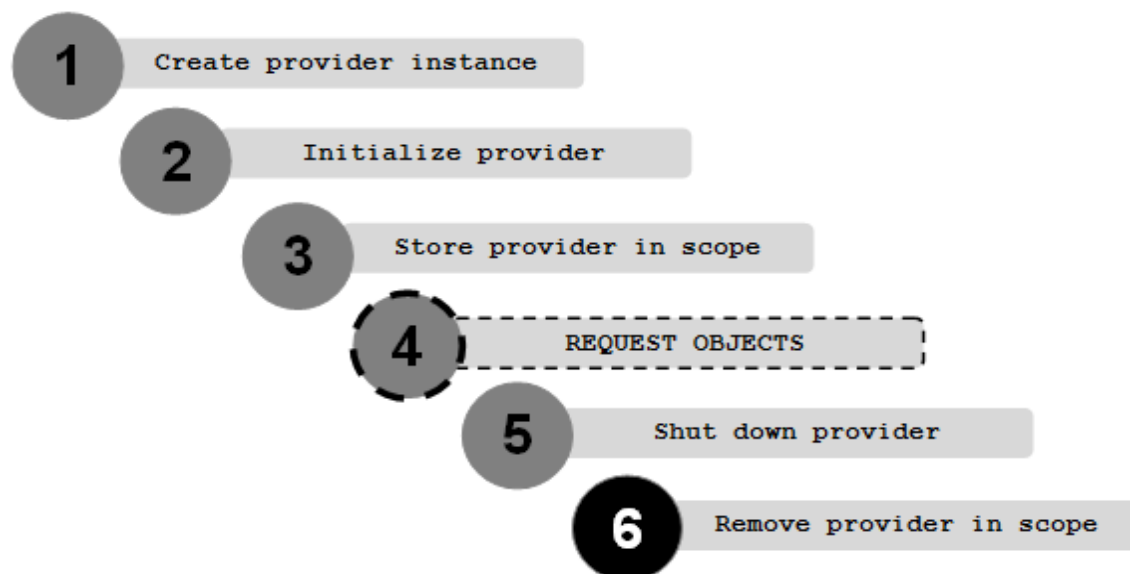 1 Create provider instance
2 Initialize provider
3 Store provider in scope
4 REQUEST OBJECTS
5 Shut down provider
6 Remove provider in scope